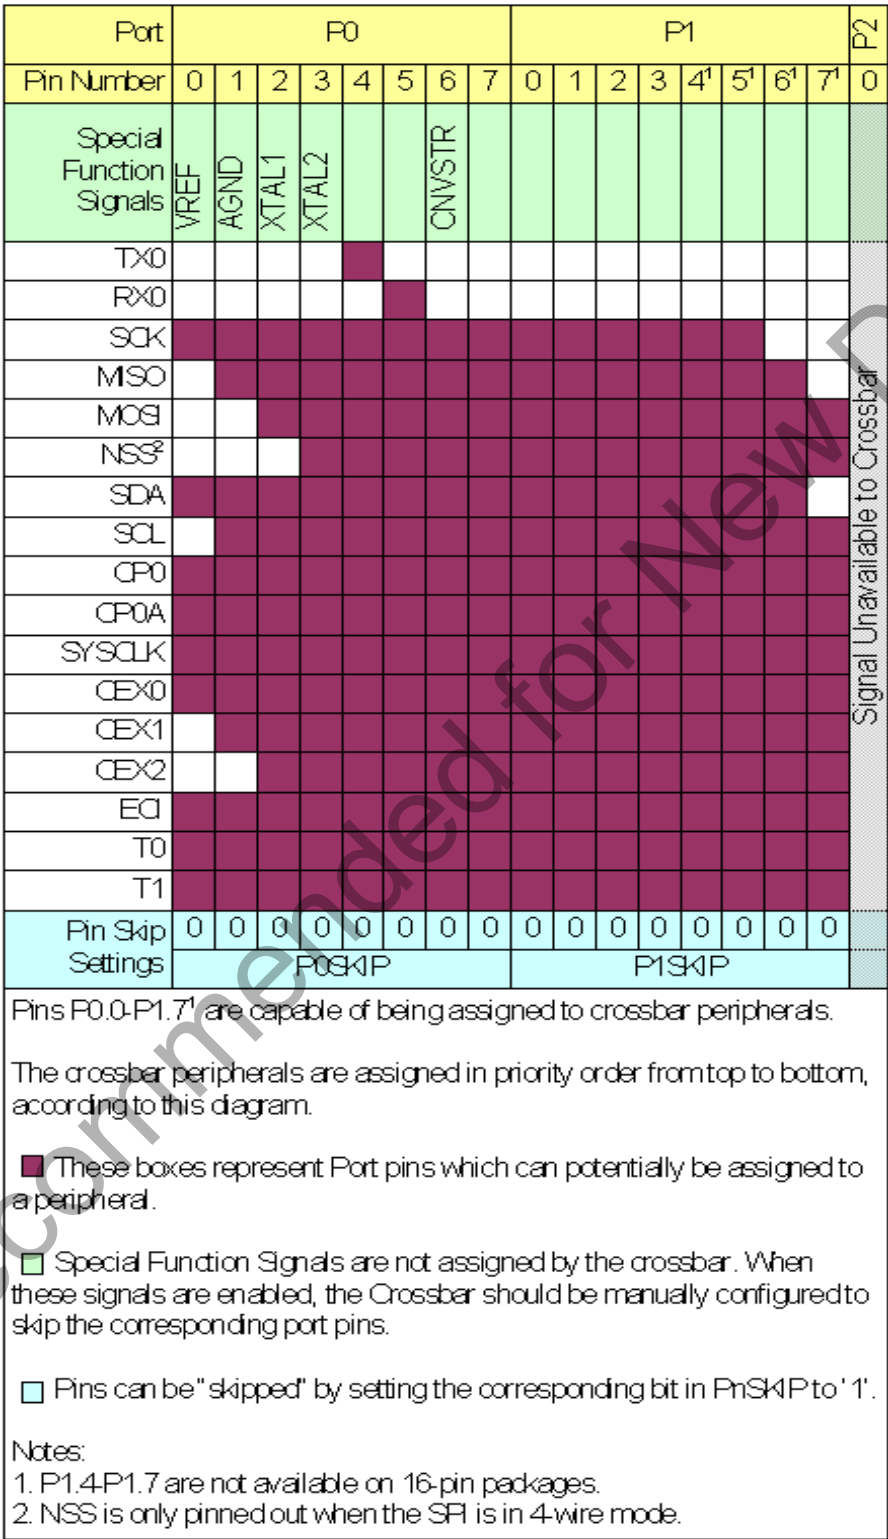 Port P0 P1 P2
Pin Number 0 1 2 3 4 5 6 7 0 1 2 3 4¹ 5¹ 6¹ 7¹ 0
Special
Function
Signals
VREF
AGND
XTAL1
XTAL2
CNVSTR
TX0
RX0
SCK
MISO
MOSI
NSS²
SDA
SCL
CP0
CP0A
SYSCLK
CEX0
CEX1
CEX2
ECI
T0
T1
Signal Unavailable to Crossbar
Pin Skip
Settings
0 0 0 0 0 0 0 0 0 0 0 0 0 0 0 0
P0SKIP P1SKIP
Pins P0.0-P1.7¹ are capable of being assigned to crossbar peripherals.
The crossbar peripherals are assigned in priority order from top to bottom,
according to this diagram.
These boxes represent Port pins which can potentially be assigned to
a peripheral.
Special Function Signals are not assigned by the crossbar. When
these signals are enabled, the Crossbar should be manually configured to
skip the corresponding port pins.
Pins can be "skipped" by setting the corresponding bit in PnSKIP to '1'.
Notes:
1. P1.4-P1.7 are not available on 16-pin packages.
2. NSS is only pinned out when the SPI is in 4-wire mode.
ecommended for New D